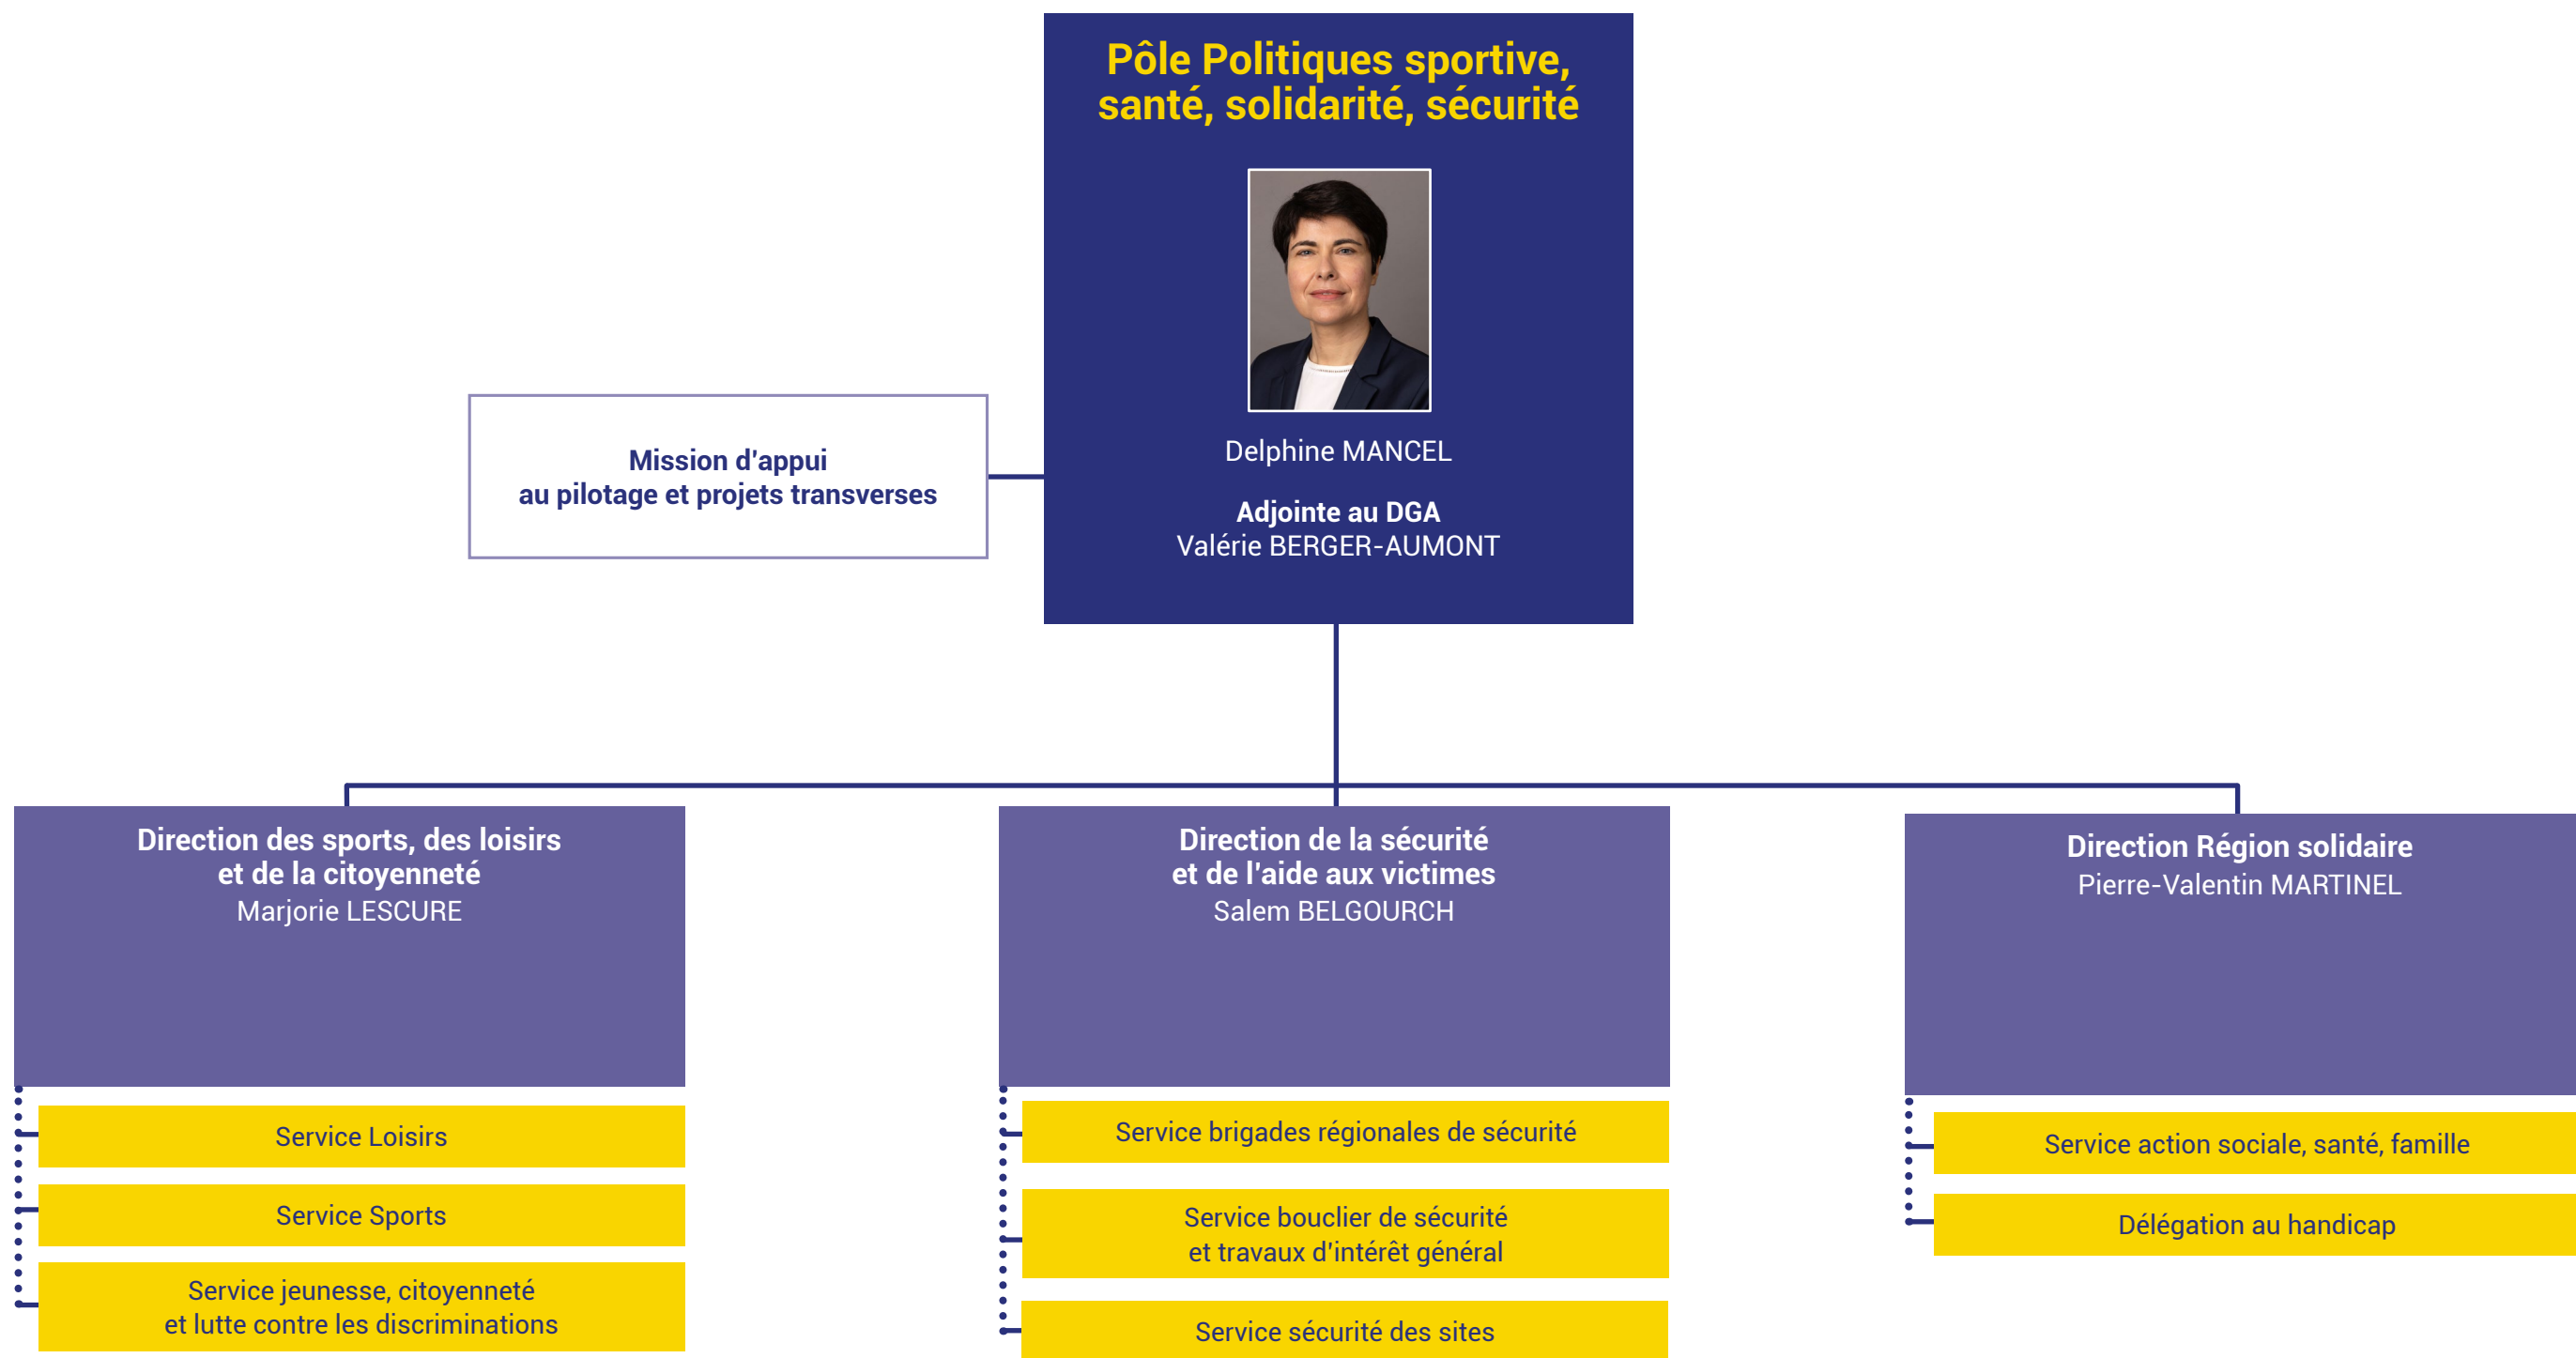 Pôle Politiques sportive,
santé, solidarité, sécurité
Delphine MANCEL
Adjointe au DGA
Valérie BERGER-AUMONT
Mission d'appui
au pilotage et projets transverses
Direction des sports, des loisirs
et de la citoyenneté
Marjorie LESCURE
Service Loisirs
Service Sports
Service jeunesse, citoyenneté
et lutte contre les discriminations
Direction de la sécurité
et de l'aide aux victimes
Salem BELGOURCH
Service brigades régionales de sécurité
Service bouclier de sécurité
et travaux d'intérêt général
Service sécurité des sites
Direction Région solidaire
Pierre-Valentin MARTINEL
Service action sociale, santé, famille
Délégation au handicap